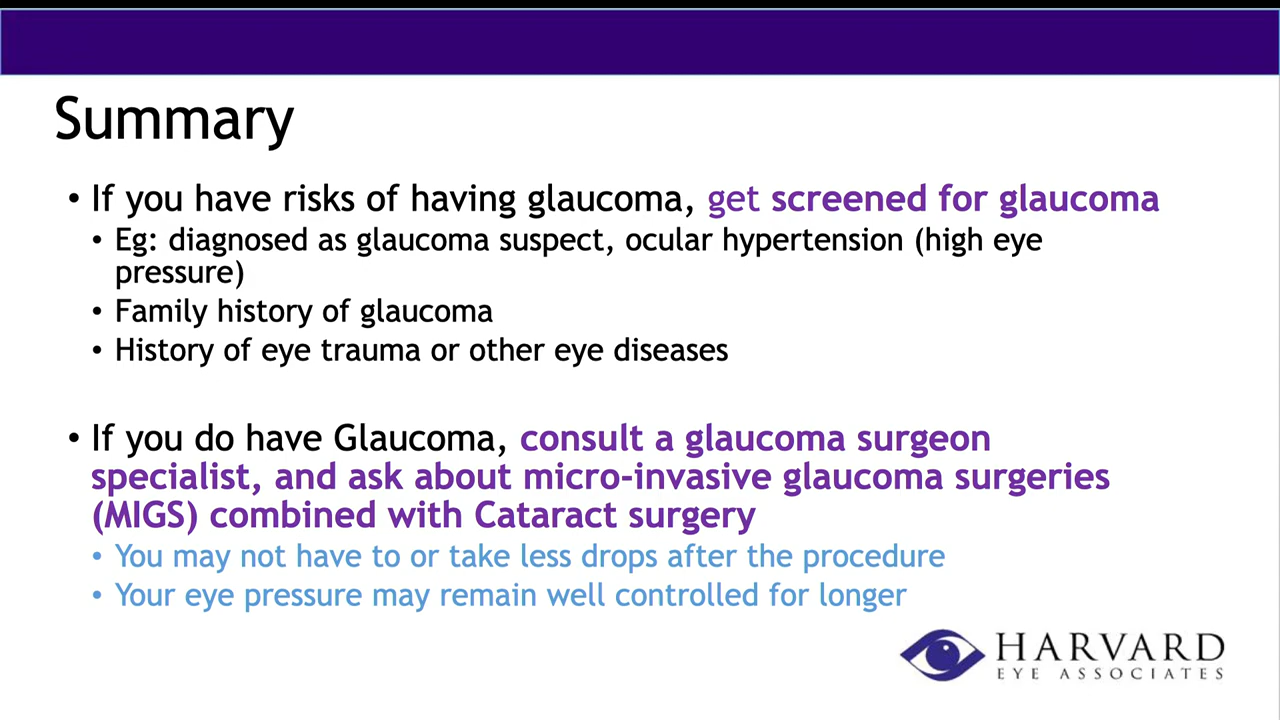 Summary
• If you have risks of having glaucoma, get screened for glaucoma
• Eg: diagnosed as glaucoma suspect, ocular hypertension (high eye
pressure)
• Family history of glaucoma
• History of eye trauma or other eye diseases
• If you do have Glaucoma, consult a glaucoma surgeon
specialist, and ask about micro-invasive glaucoma surgeries
(MIGS) combined with Cataract surgery
• You may not have to or take less drops after the procedure
• Your eye pressure may remain well controlled for longer
HARVARD
EYE ASSOCIATES